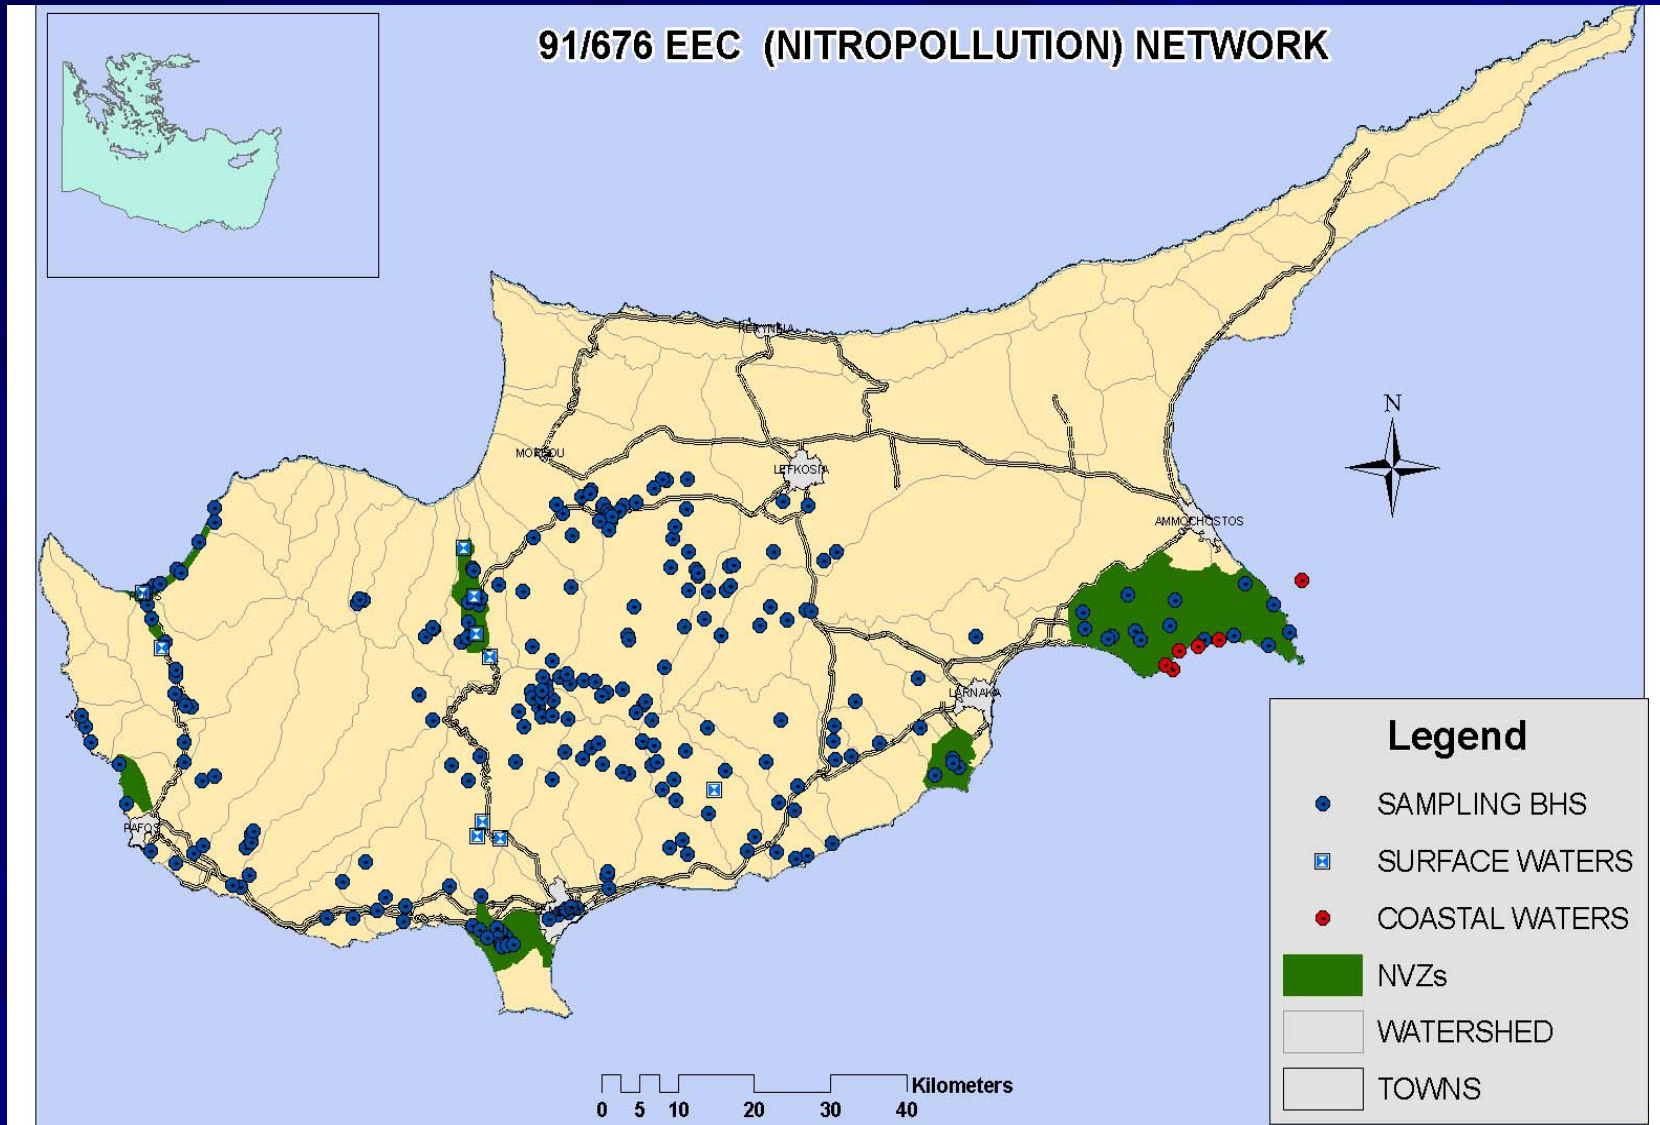 91/676 EEC (NITROPOLLUTION) NETWORK
KERYNEIA
N
MORFOU
LEFKOSIA
AMMOCHOSTOS
LARNAKA
PAFOS
Legend
SAMPLING BHS
SURFACE WATERS
COASTAL WATERS
NVZs
WATERSHED
TOWNS
Kilometers
0 5 10 20 30 40